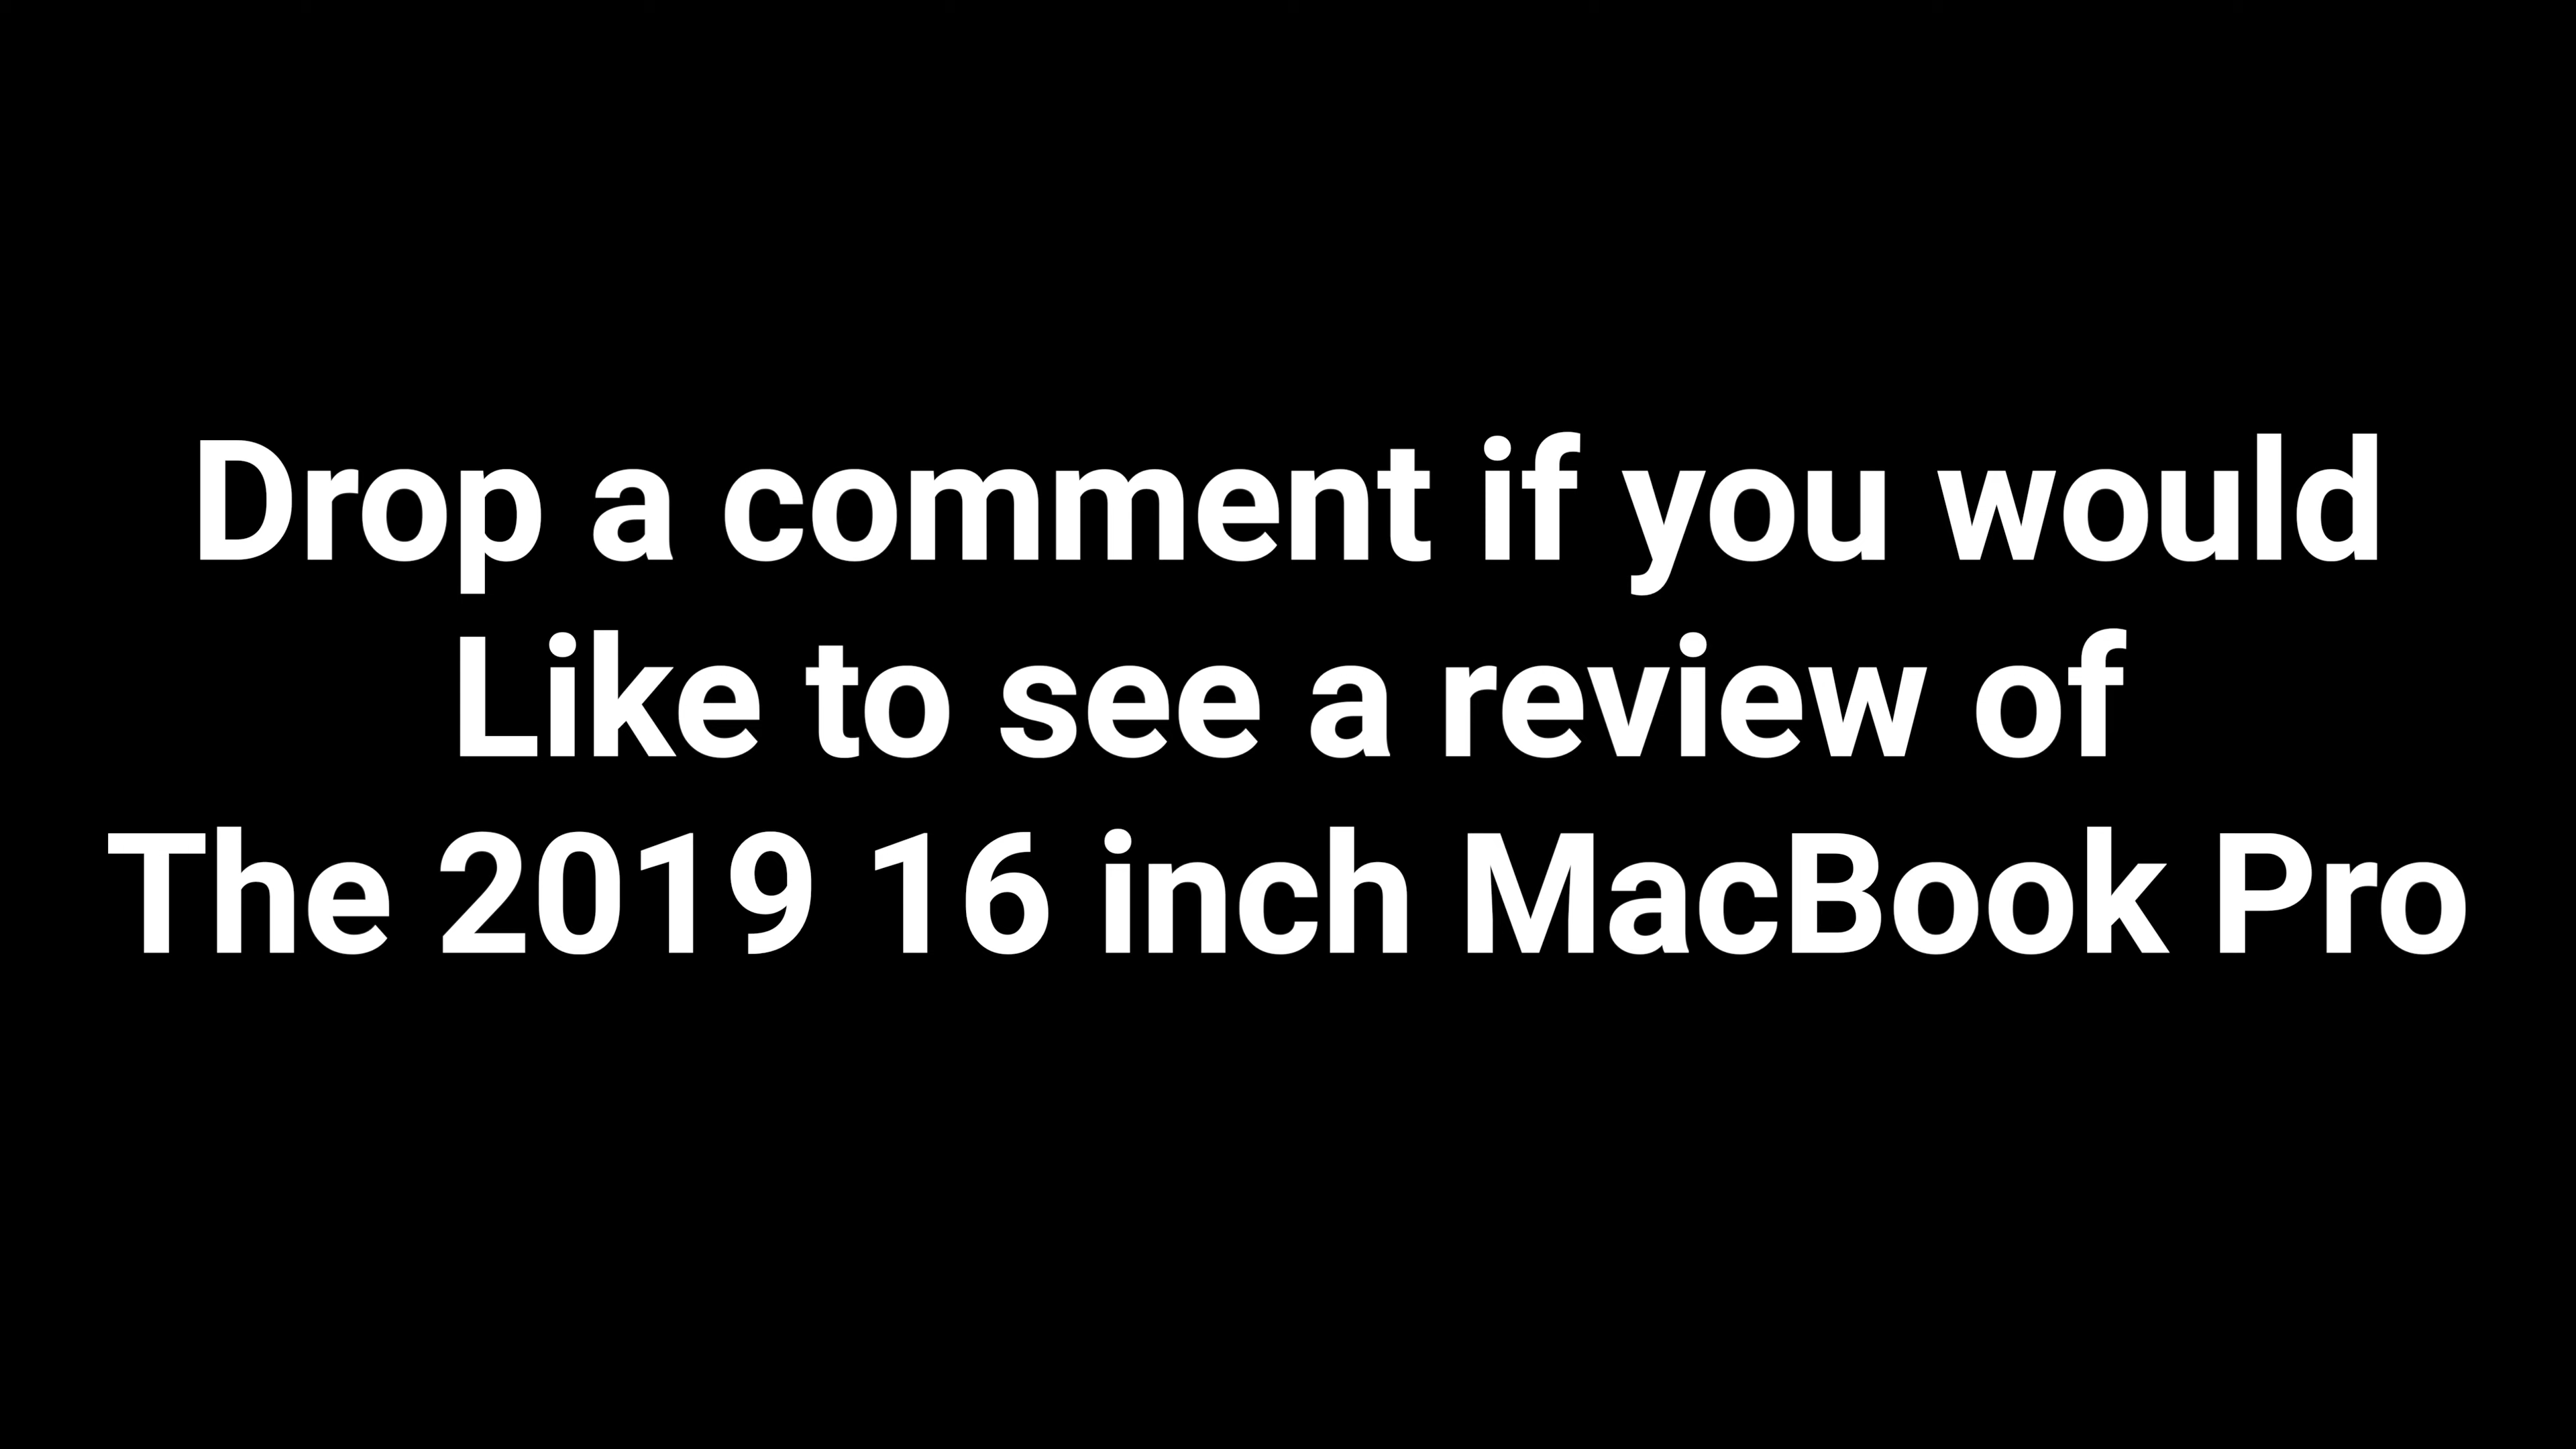 Drop a comment if you would
Like to see a review of
The 2019 16 inch MacBook Pro